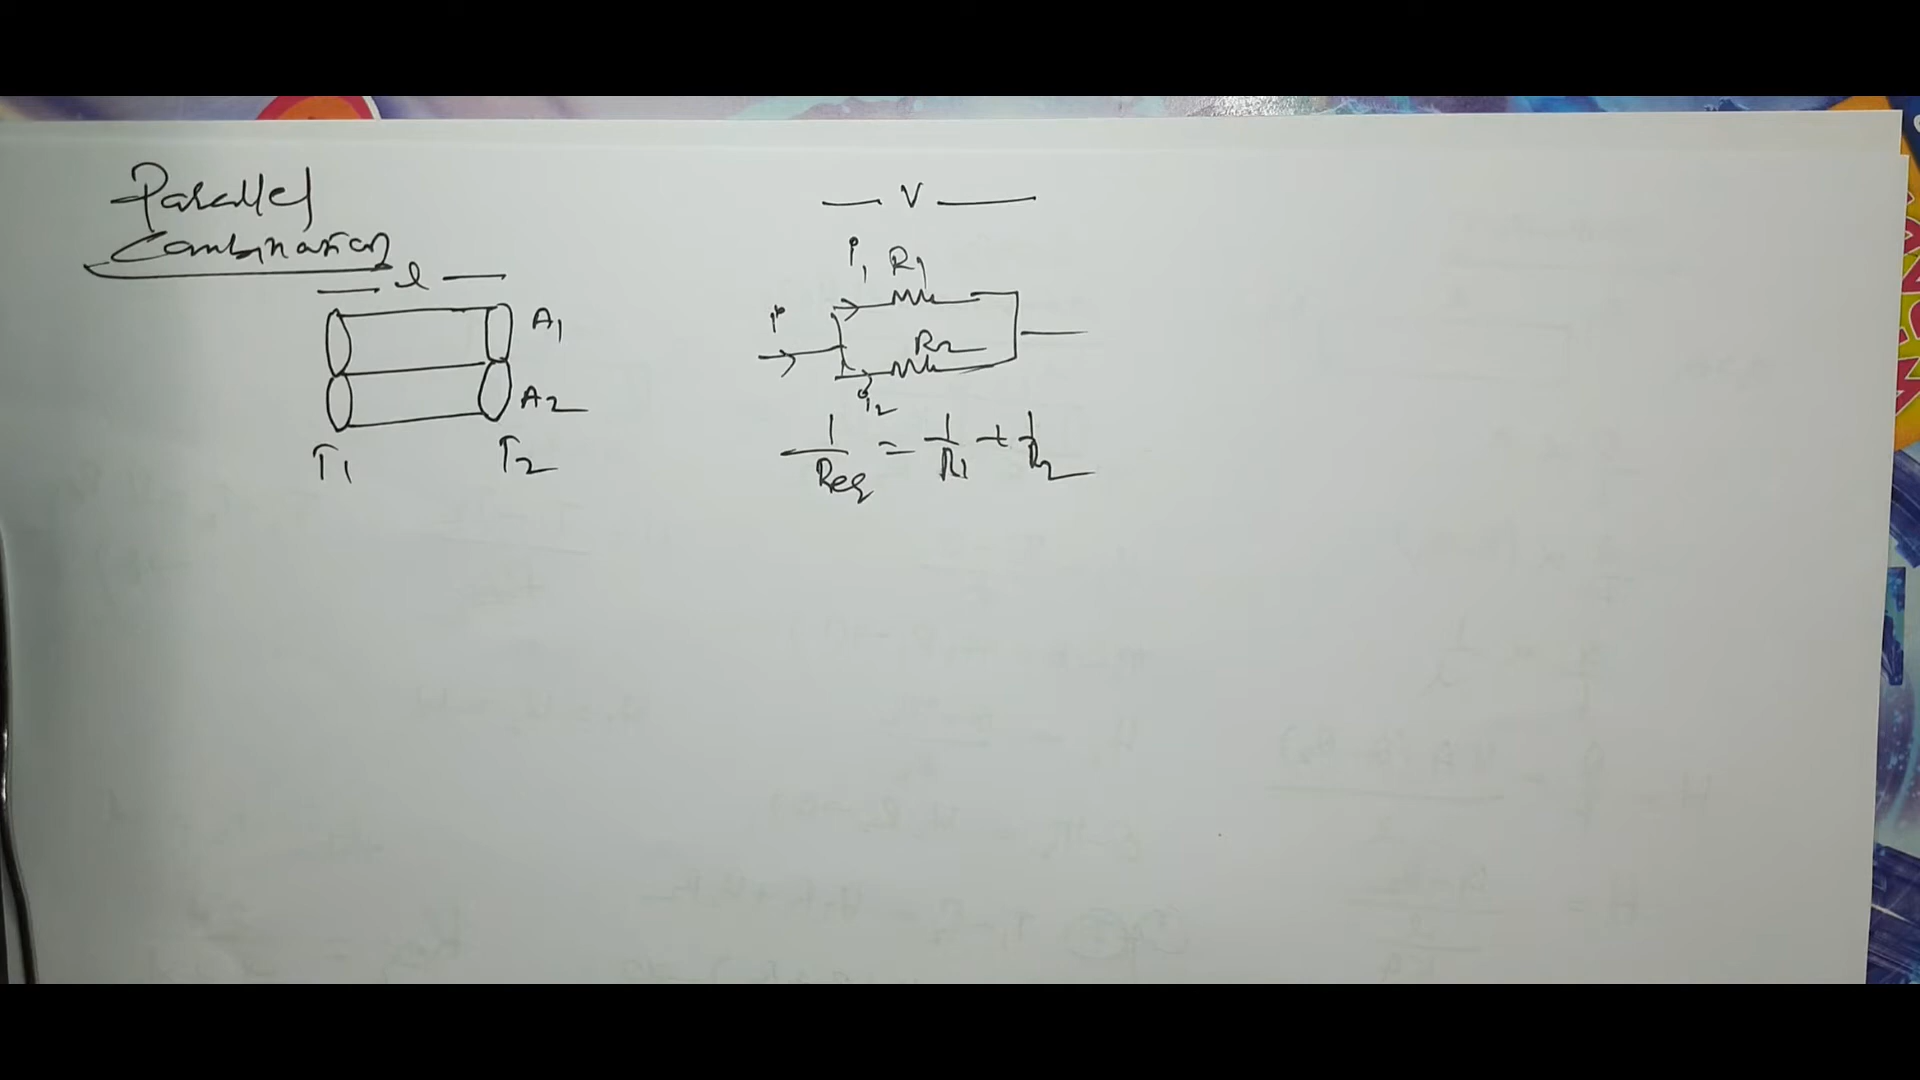 Parallel
Combination
l
A1
A2
T1 T2
V
i1 R1
i
R2
i2
1/Req = 1/R1 + 1/R2